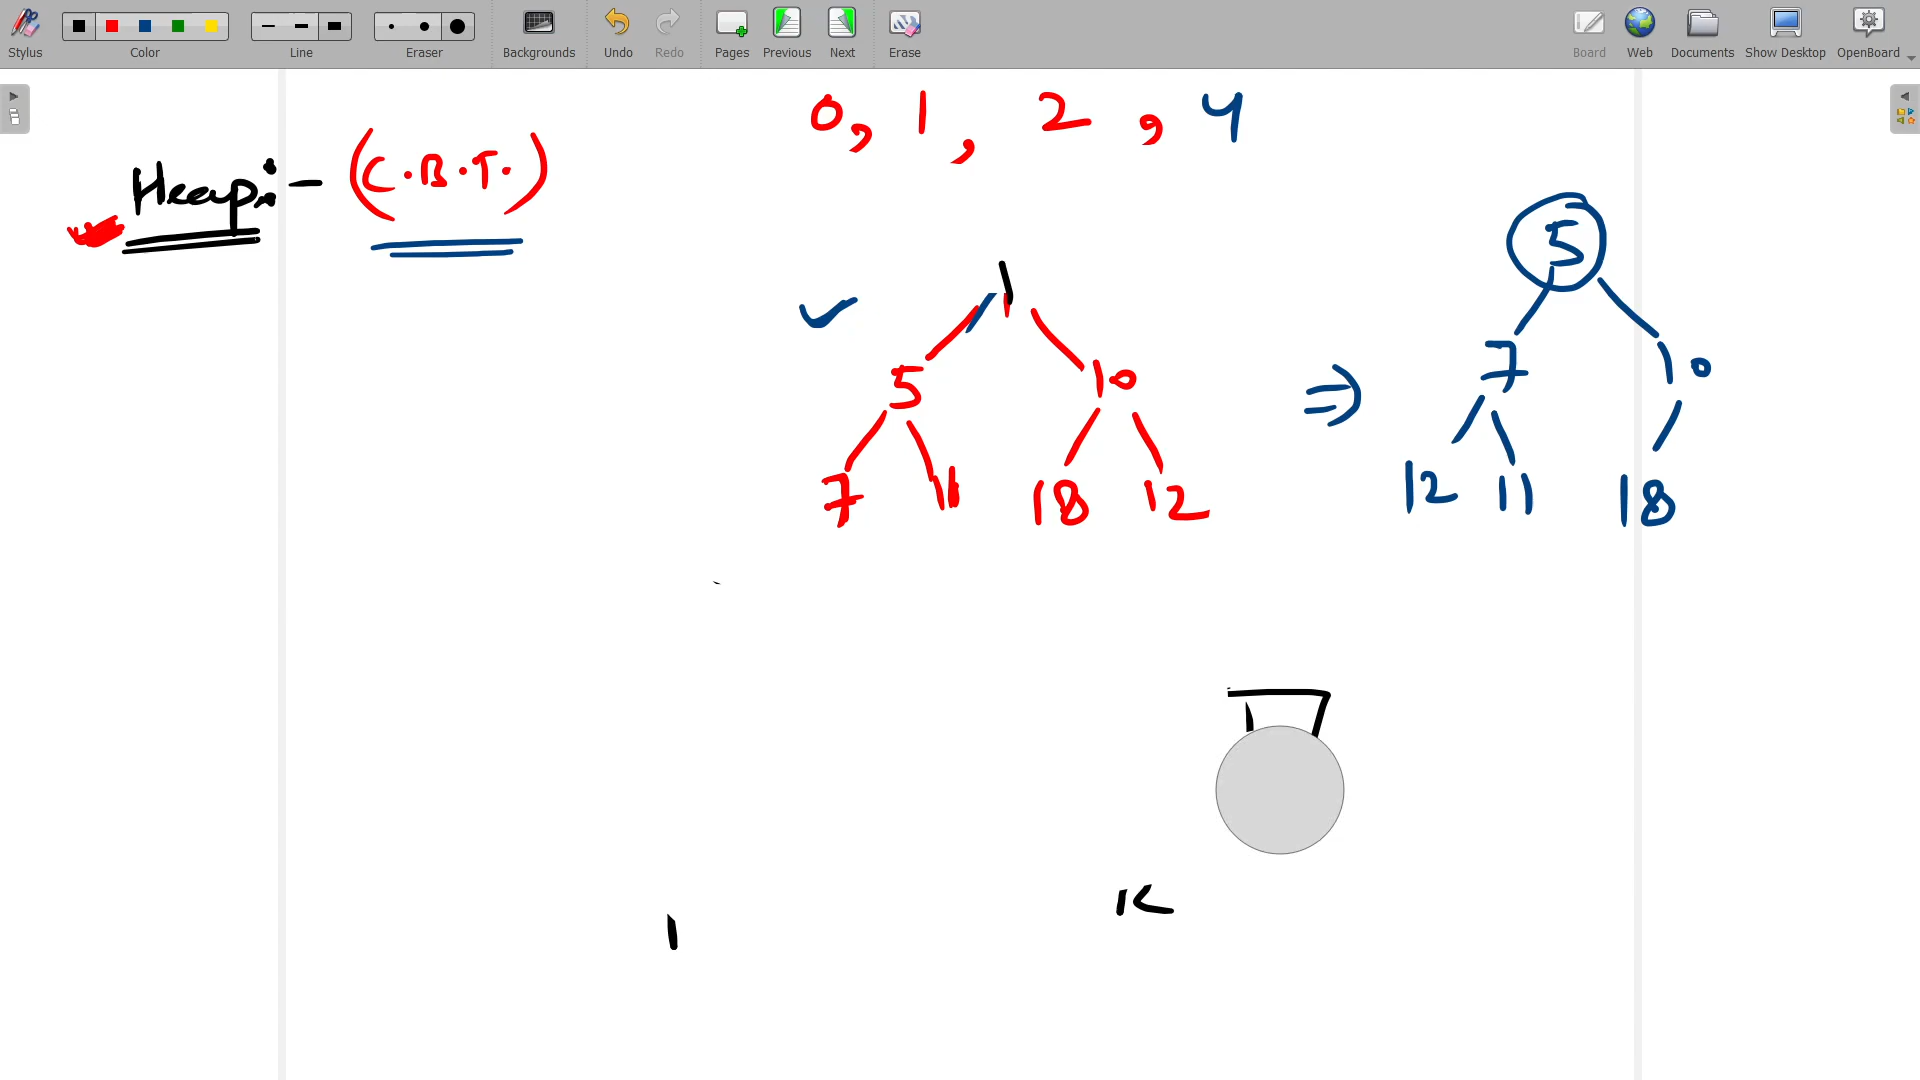 Stylus Color Line Eraser Backgrounds Undo Redo Pages Previous Next Erase Board Web Documents Show Desktop OpenBoard
0, 1, 2, 4
Heap:- (C.B.T.)
1
5 10
7 11 18 12
⇒
5
7 10
12 11 18
K
1